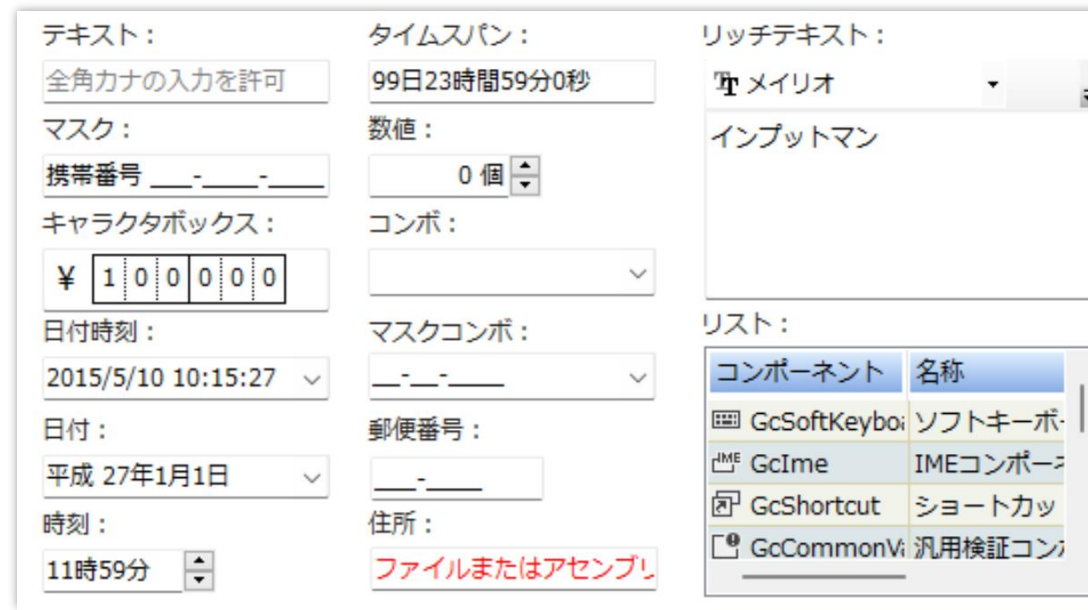 テキスト：
全角カナの入力を許可
マスク：
携帯番号 ___-____-____
キャラクタボックス：
¥ 100000
日付時刻：
2015/5/10 10:15:27
日付：
平成 27年1月1日
時刻：
11時59分
タイムスパン：
99日23時間59分0秒
数値：
0 個
コンボ：
マスクコンボ：
__-__-____
郵便番号：
___-____
住所：
ファイルまたはアセンブリ
リッチテキスト：
メイリオ
インプットマン
リスト：
コンポーネント 名称
GcSoftKeyboa ソフトキーボー
GcIme IMEコンポーネ
GcShortcut ショートカッ
GcCommonVa 汎用検証コンポ